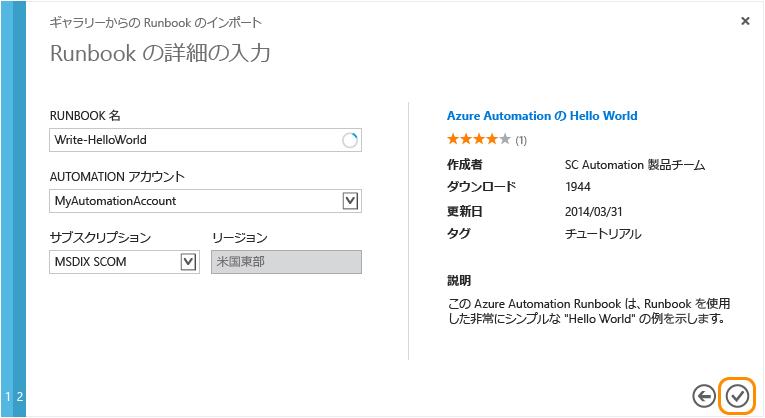 ギャラリーからの Runbook のインポート
Runbook の詳細の入力
RUNBOOK 名
Write-HelloWorld
AUTOMATION アカウント
MyAutomationAccount
サブスクリプション
リージョン
MSDIX SCOM
米国東部
Azure Automation の Hello World
(1)
作成者 SC Automation 製品チーム
ダウンロード 1944
更新日 2014/03/31
タグ チュートリアル
説明
この Azure Automation Runbook は、Runbook を使用
した非常にシンプルな "Hello World" の例を示します。
1 2